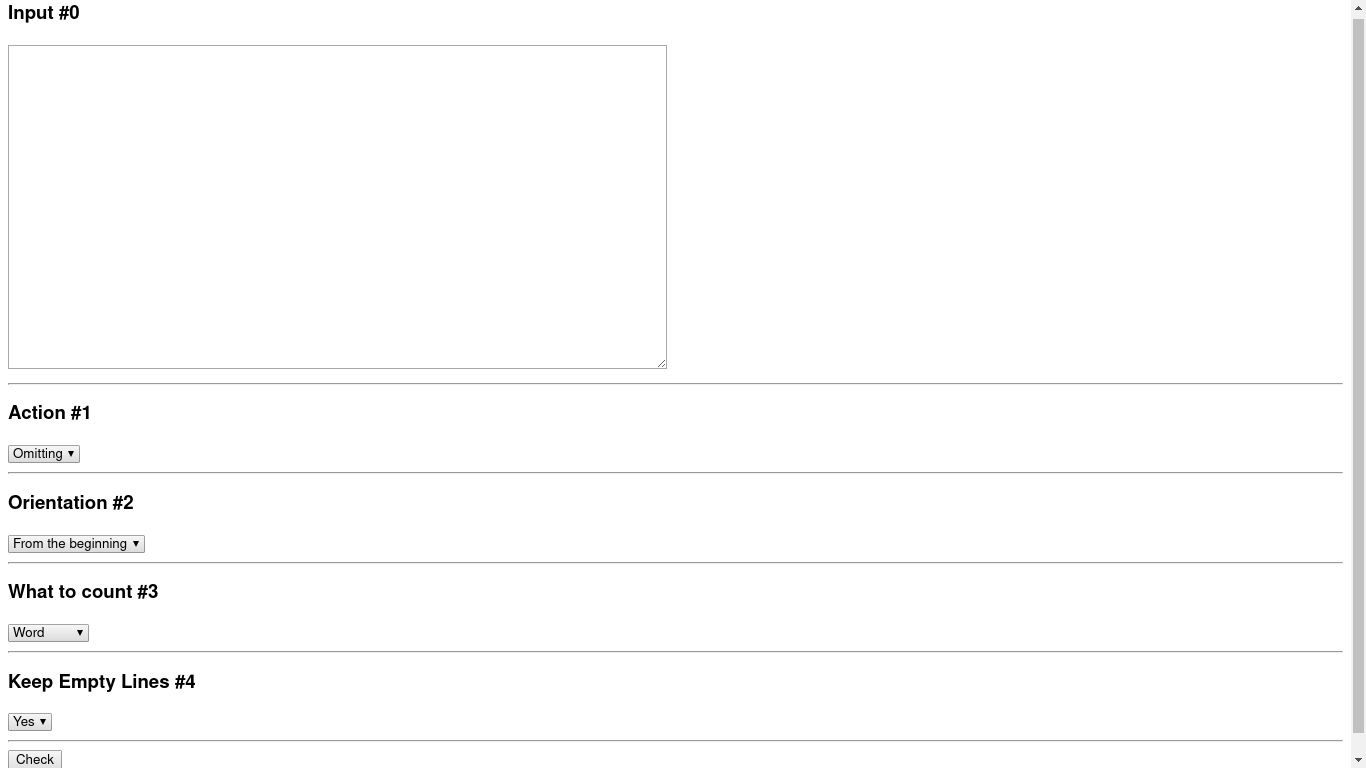 Input #0
Action #1
Omitting
Orientation #2
From the beginning
What to count #3
Word
Keep Empty Lines #4
Yes
Check